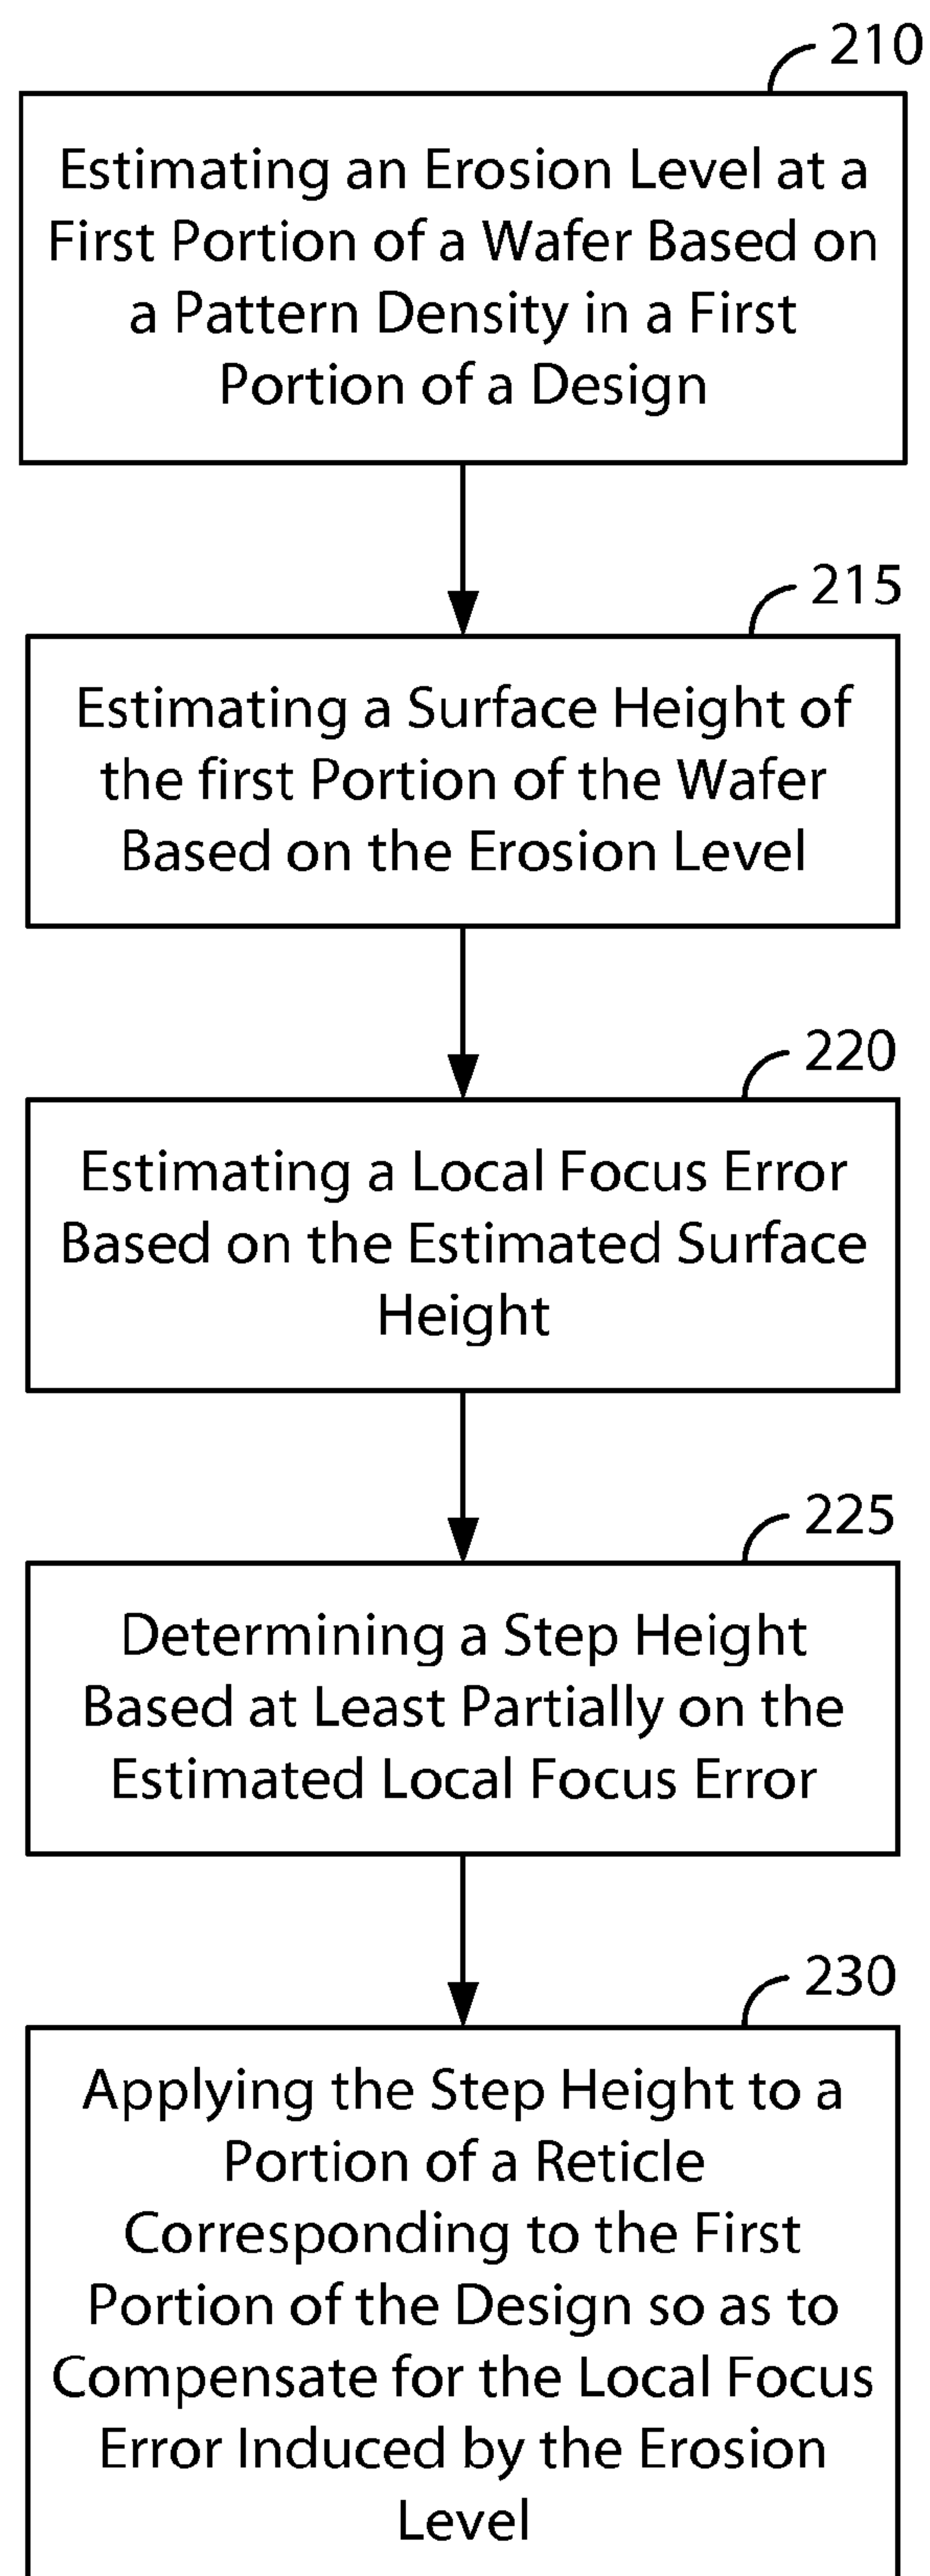 210
Estimating an Erosion Level at a
First Portion of a Wafer Based on
a Pattern Density in a First
Portion of a Design
215
Estimating a Surface Height of
the first Portion of the Wafer
Based on the Erosion Level
220
Estimating a Local Focus Error
Based on the Estimated Surface
Height
225
Determining a Step Height
Based at Least Partially on the
Estimated Local Focus Error
230
Applying the Step Height to a
Portion of a Reticle
Corresponding to the First
Portion of the Design so as to
Compensate for the Local Focus
Error Induced by the Erosion
Level